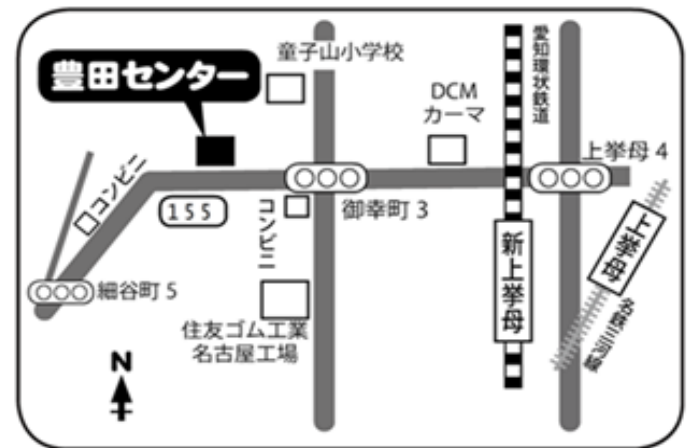 童子山小学校
愛知環状鉄道
豊田センター
DCM
カーマ
上挙母 4
コンビニ
155
コンビニ
御幸町 3
上挙母
新上挙母
細谷町 5
住友ゴム工業
名古屋工場
名鉄三河線
N